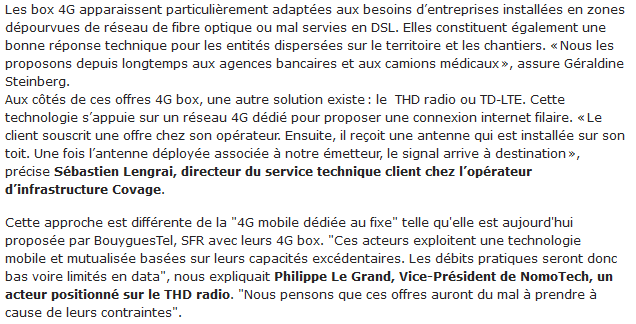 Les box 4G apparaissent particulièrement adaptées aux besoins d’entreprises installées en zones
dépourvues de réseau de fibre optique ou mal servies en DSL. Elles constituent également une
bonne réponse technique pour les entités dispersées sur le territoire et les chantiers. « Nous les
proposons depuis longtemps aux agences bancaires et aux camions médicaux », assure Géraldine
Steinberg.
Aux côtés de ces offres 4G box, une autre solution existe : le  THD radio ou TD-LTE. Cette
technologie s’appuie sur un réseau 4G dédié pour proposer une connexion internet filaire. « Le
client souscrit une offre chez son opérateur. Ensuite, il reçoit une antenne qui est installée sur son
toit. Une fois l’antenne déployée associée à notre émetteur, le signal arrive à destination »,
précise Sébastien Lengrai, directeur du service technique client chez l’opérateur
d’infrastructure Covage.
Cette approche est différente de la "4G mobile dédiée au fixe" telle qu'elle est aujourd'hui
proposée par BouyguesTel, SFR avec leurs 4G box. "Ces acteurs exploitent une technologie
mobile et mutualisée basées sur leurs capacités excédentaires. Les débits pratiques seront donc
bas voire limités en data", nous expliquait Philippe Le Grand, Vice-Président de NomoTech, un
acteur positionné sur le THD radio. "Nous pensons que ces offres auront du mal à prendre à
cause de leurs contraintes".